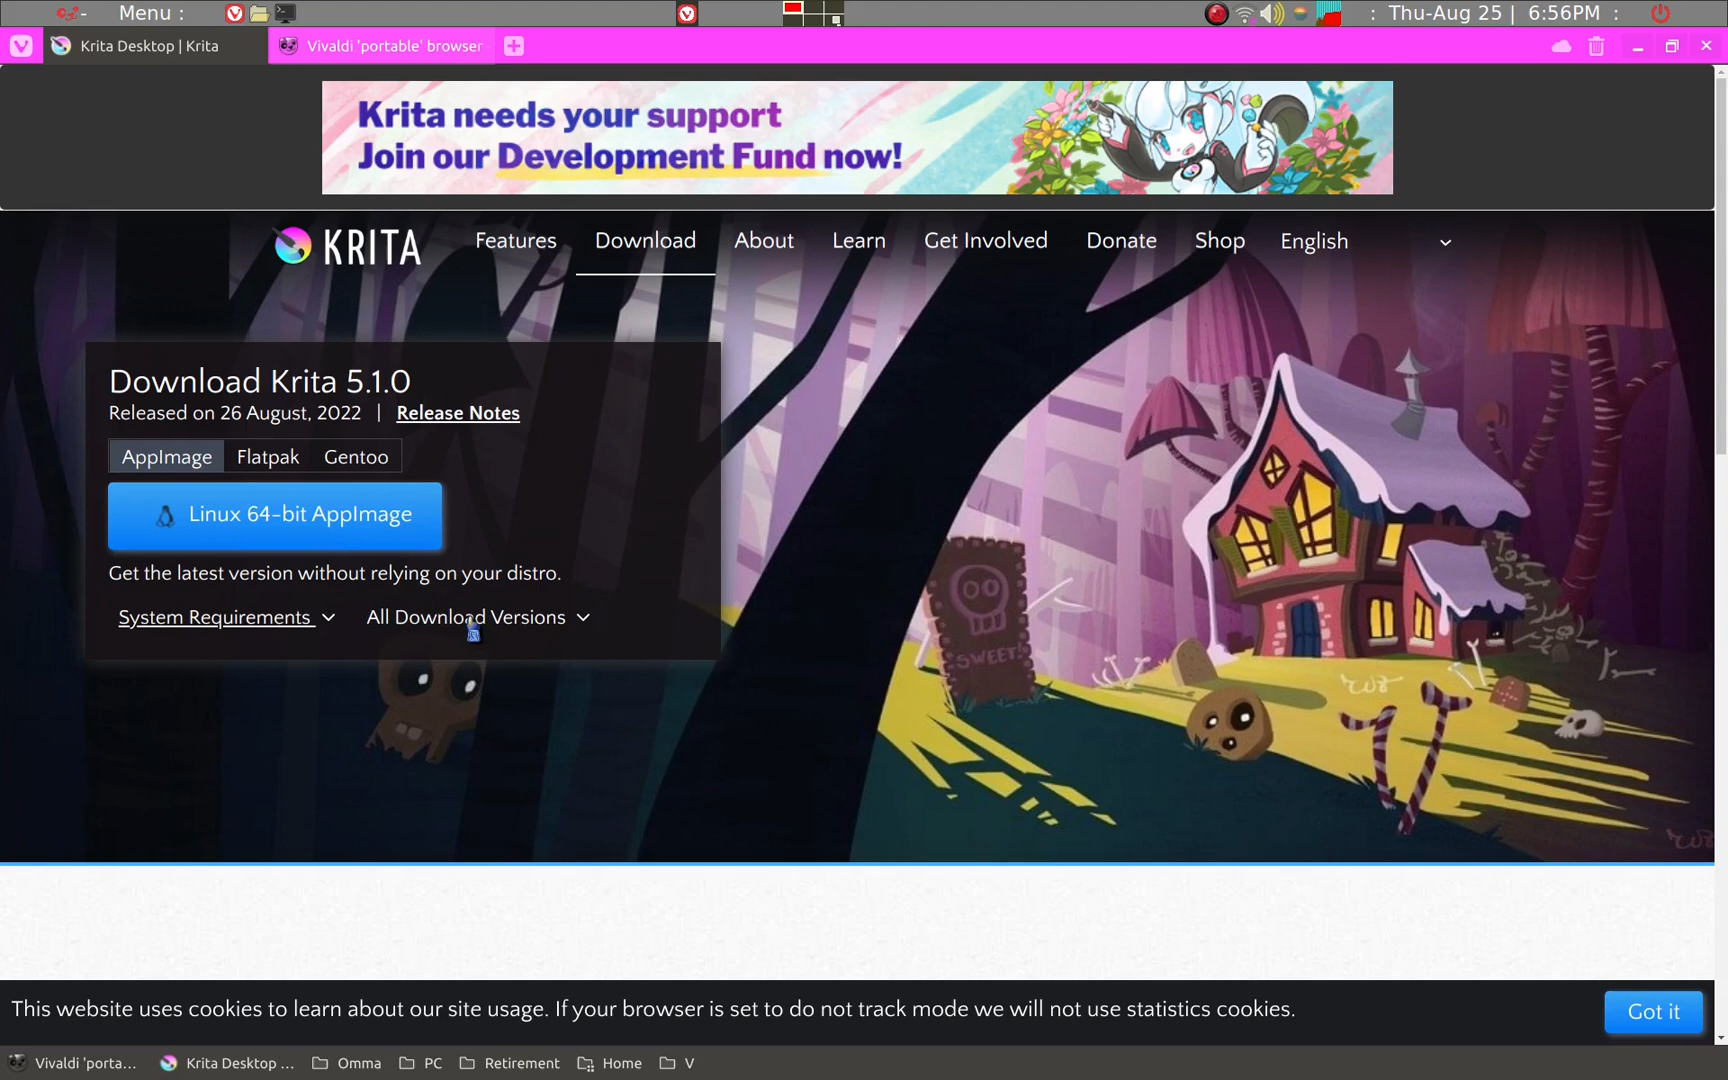 Menu :
: Thu-Aug 25 | 6:56PM :
Krita Desktop | Krita
Vivaldi 'portable' browser
Krita needs your support
Join our Development Fund now!
KRITA
Features
Download
About
Learn
Get Involved
Donate
Shop
English
Download Krita 5.1.0
Released on 26 August, 2022 | Release Notes
AppImage
Flatpak
Gentoo
Linux 64-bit AppImage
Get the latest version without relying on your distro.
System Requirements
All Download Versions
SWEET!
This website uses cookies to learn about our site usage. If your browser is set to do not track mode we will not use statistics cookies.
Got it
Vivaldi 'porta...
Krita Desktop ...
Omma
PC
Retirement
Home
V